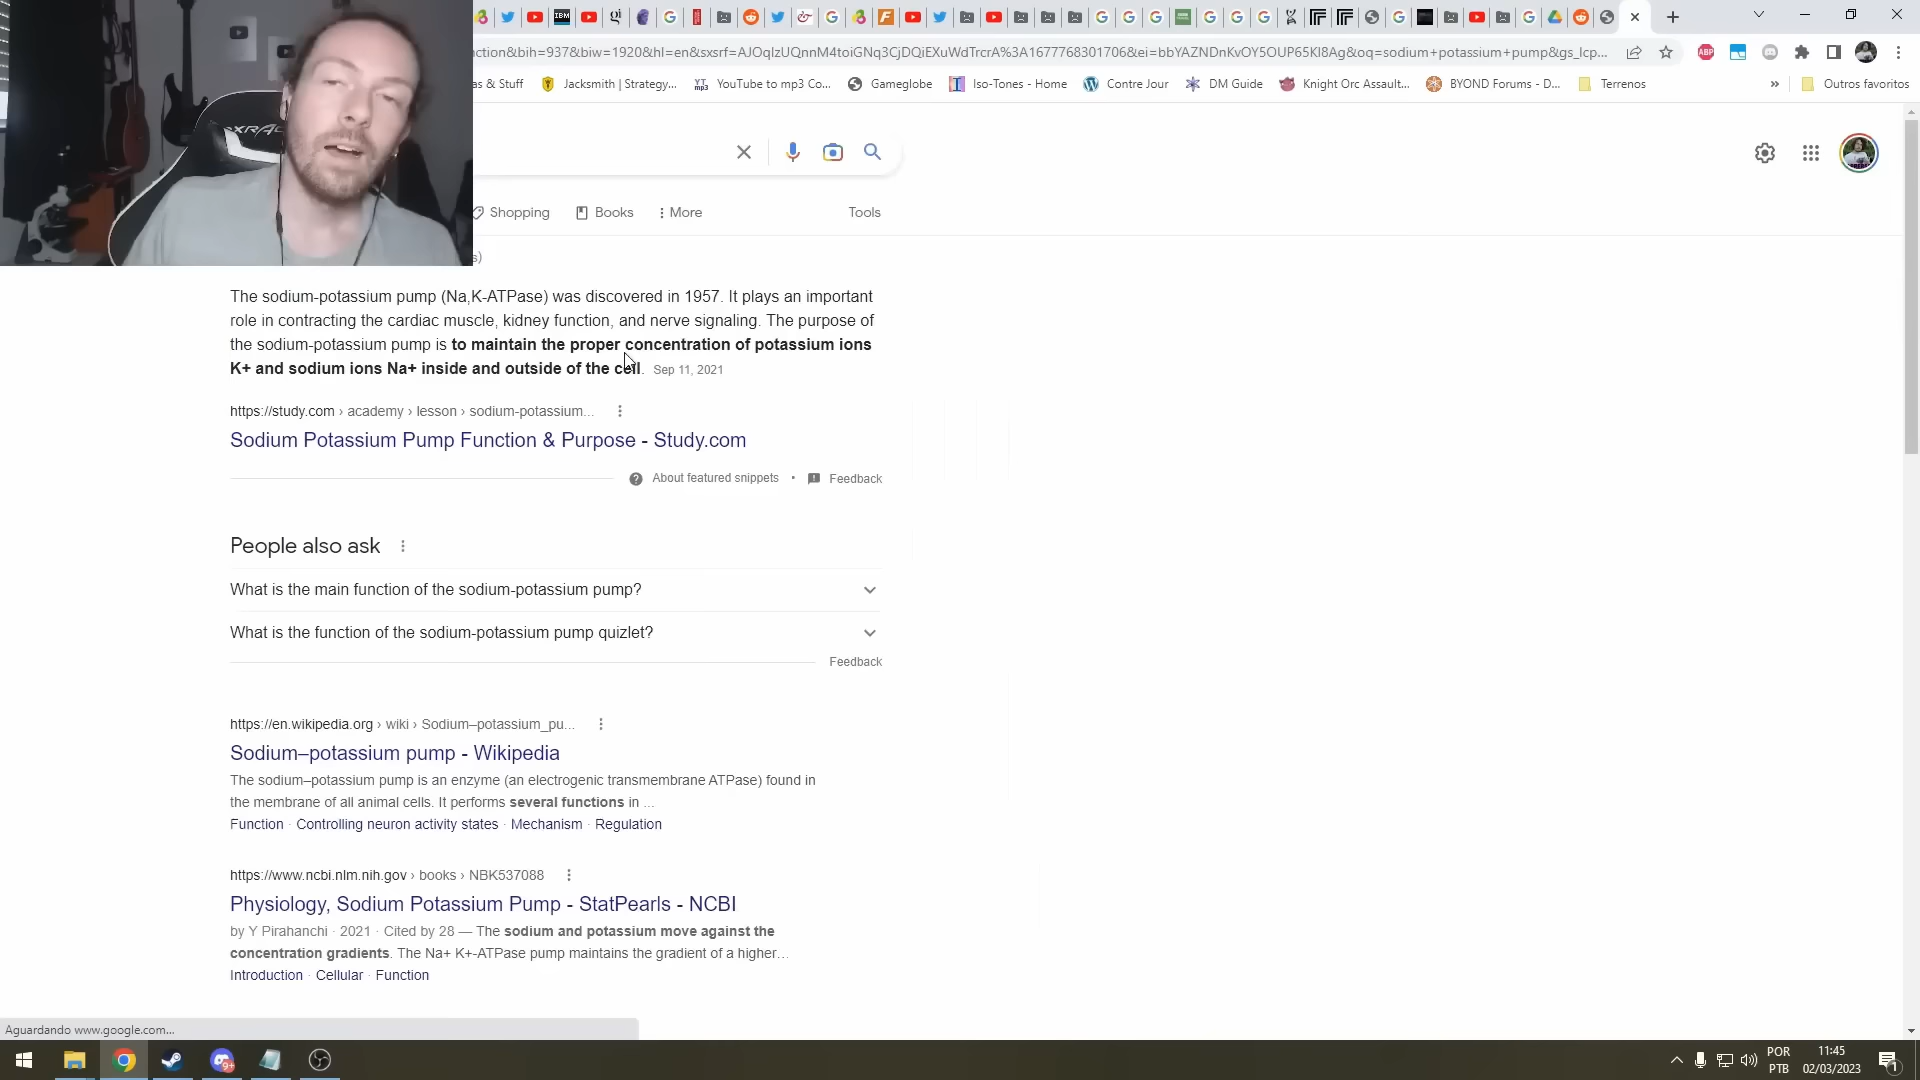 ction&bih=937&biw=1920&hl=en&sxsrf=AJOqlzUQnnM4toiGNq3CjDQiEXuWdTrcrA%3A1677768301706&ei=bbYAZNDnKvOY5OUP65KI8Ag&oq=sodium+potassium+pump&gs_lcp...
as & Stuff
Jacksmith | Strategy...
YouTube to mp3 Co...
Gameglobe
Iso-Tones - Home
Contre Jour
DM Guide
Knight Orc Assault...
BYOND Forums - D...
Terrenos
»
Outros favoritos
Shopping
Books
More
Tools
s)
The sodium-potassium pump (Na,K-ATPase) was discovered in 1957. It plays an important
role in contracting the cardiac muscle, kidney function, and nerve signaling. The purpose of
the sodium-potassium pump is to maintain the proper concentration of potassium ions
K+ and sodium ions Na+ inside and outside of the cell. Sep 11, 2021
https://study.com › academy › lesson › sodium-potassium...
Sodium Potassium Pump Function & Purpose - Study.com
About featured snippets • Feedback
People also ask
What is the main function of the sodium-potassium pump?
What is the function of the sodium-potassium pump quizlet?
Feedback
https://en.wikipedia.org › wiki › Sodium–potassium_pu...
Sodium–potassium pump - Wikipedia
The sodium–potassium pump is an enzyme (an electrogenic transmembrane ATPase) found in
the membrane of all animal cells. It performs several functions in ...
Function · Controlling neuron activity states · Mechanism · Regulation
https://www.ncbi.nlm.nih.gov › books › NBK537088
Physiology, Sodium Potassium Pump - StatPearls - NCBI
by Y Pirahanchi · 2021 · Cited by 28 — The sodium and potassium move against the
concentration gradients. The Na+ K+-ATPase pump maintains the gradient of a higher...
Introduction · Cellular · Function
Aguardando www.google.com...
9+
POR
PTB
11:45
02/03/2023
1